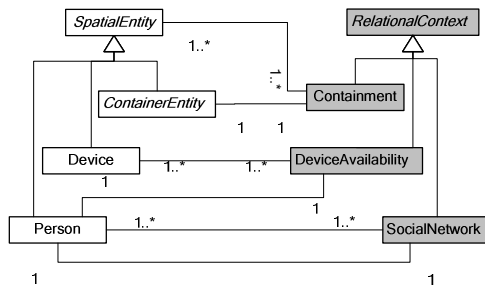 SpatialEntity
RelationalContext
1..*
1..*
Containment
ContainerEntity
1
1
Device
DeviceAvailability
1..*
1..*
1
1
Person
SocialNetwork
1..*
1..*
1
1